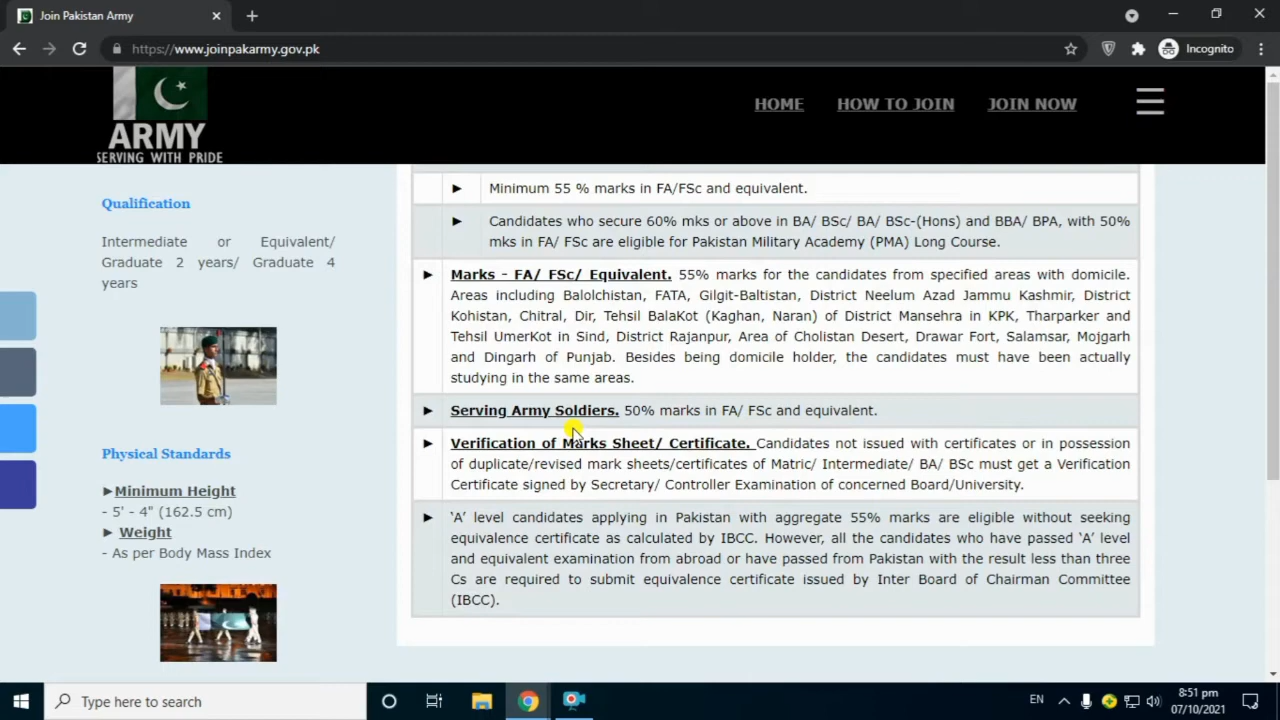 Join Pakistan Army
https://www.joinpakarmy.gov.pk
Incognito
ARMY
SERVING WITH PRIDE
HOME
HOW TO JOIN
JOIN NOW
Qualification
Intermediate or Equivalent/
Graduate 2 years/ Graduate 4
years
Physical Standards
►Minimum Height
- 5' - 4" (162.5 cm)
► Weight
- As per Body Mass Index
► Minimum 55 % marks in FA/FSc and equivalent.
► Candidates who secure 60% mks or above in BA/ BSc/ BA/ BSc-(Hons) and BBA/ BPA, with 50%
mks in FA/ FSc are eligible for Pakistan Military Academy (PMA) Long Course.
► Marks - FA/ FSc/ Equivalent. 55% marks for the candidates from specified areas with domicile.
Areas including Balolchistan, FATA, Gilgit-Baltistan, District Neelum Azad Jammu Kashmir, District
Kohistan, Chitral, Dir, Tehsil BalaKot (Kaghan, Naran) of District Mansehra in KPK, Tharparker and
Tehsil UmerKot in Sind, District Rajanpur, Area of Cholistan Desert, Drawar Fort, Salamsar, Mojgarh
and Dingarh of Punjab. Besides being domicile holder, the candidates must have been actually
studying in the same areas.
► Serving Army Soldiers. 50% marks in FA/ FSc and equivalent.
► Verification of Marks Sheet/ Certificate. Candidates not issued with certificates or in possession
of duplicate/revised mark sheets/certificates of Matric/ Intermediate/ BA/ BSc must get a Verification
Certificate signed by Secretary/ Controller Examination of concerned Board/University.
► 'A' level candidates applying in Pakistan with aggregate 55% marks are eligible without seeking
equivalence certificate as calculated by IBCC. However, all the candidates who have passed 'A' level
and equivalent examination from abroad or have passed from Pakistan with the result less than three
Cs are required to submit equivalence certificate issued by Inter Board of Chairman Committee
(IBCC).
Type here to search
EN
8:51 pm
07/10/2021